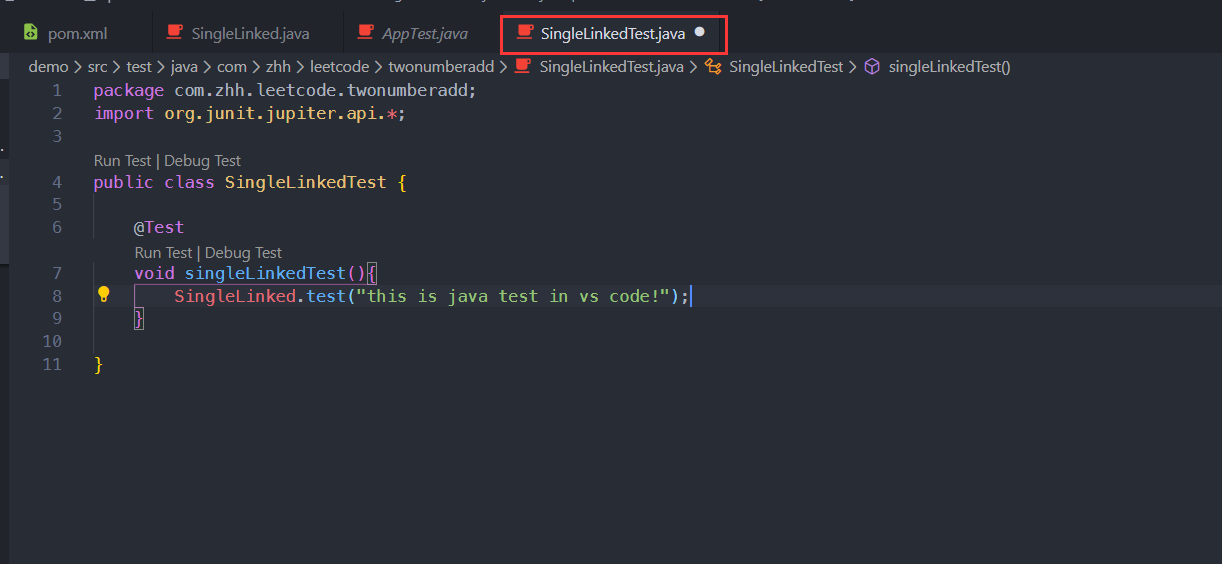 pom.xml SingleLinked.java AppTest.java SingleLinkedTest.java
demo > src > test > java > com > zhh > leetcode > twonumberadd > SingleLinkedTest.java > SingleLinkedTest > singleLinkedTest()
1 package com.zhh.leetcode.twonumberadd;
2 import org.junit.jupiter.api.*;
3
Run Test | Debug Test
4 public class SingleLinkedTest {
5
6 @Test
Run Test | Debug Test
7 void singleLinkedTest(){
8 SingleLinked.test("this is java test in vs code!");
9 }
10
11 }